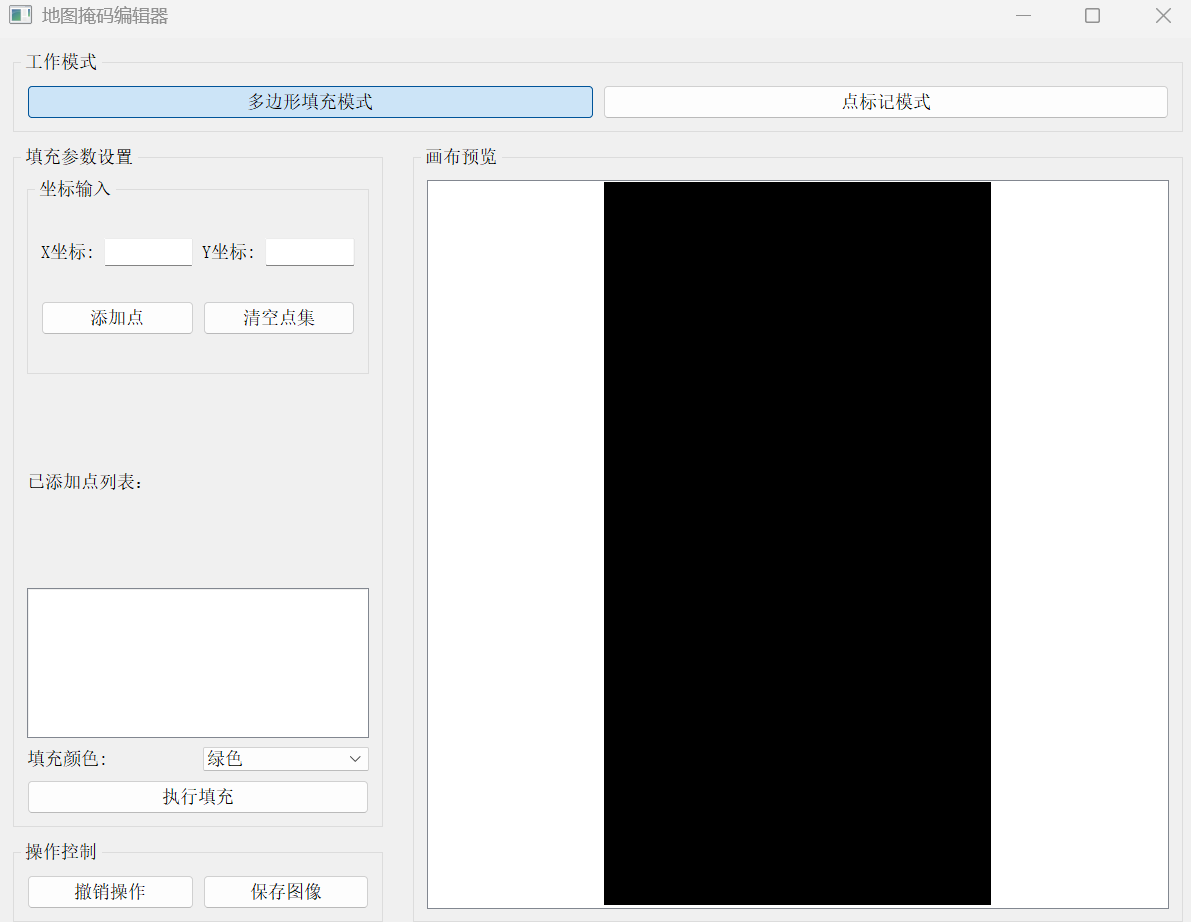 地图掩码编辑器
工作模式
多边形填充模式
点标记模式
填充参数设置
坐标输入
X坐标:
Y坐标:
添加点
清空点集
已添加点列表:
填充颜色:
绿色
执行填充
操作控制
撤销操作
保存图像
画布预览